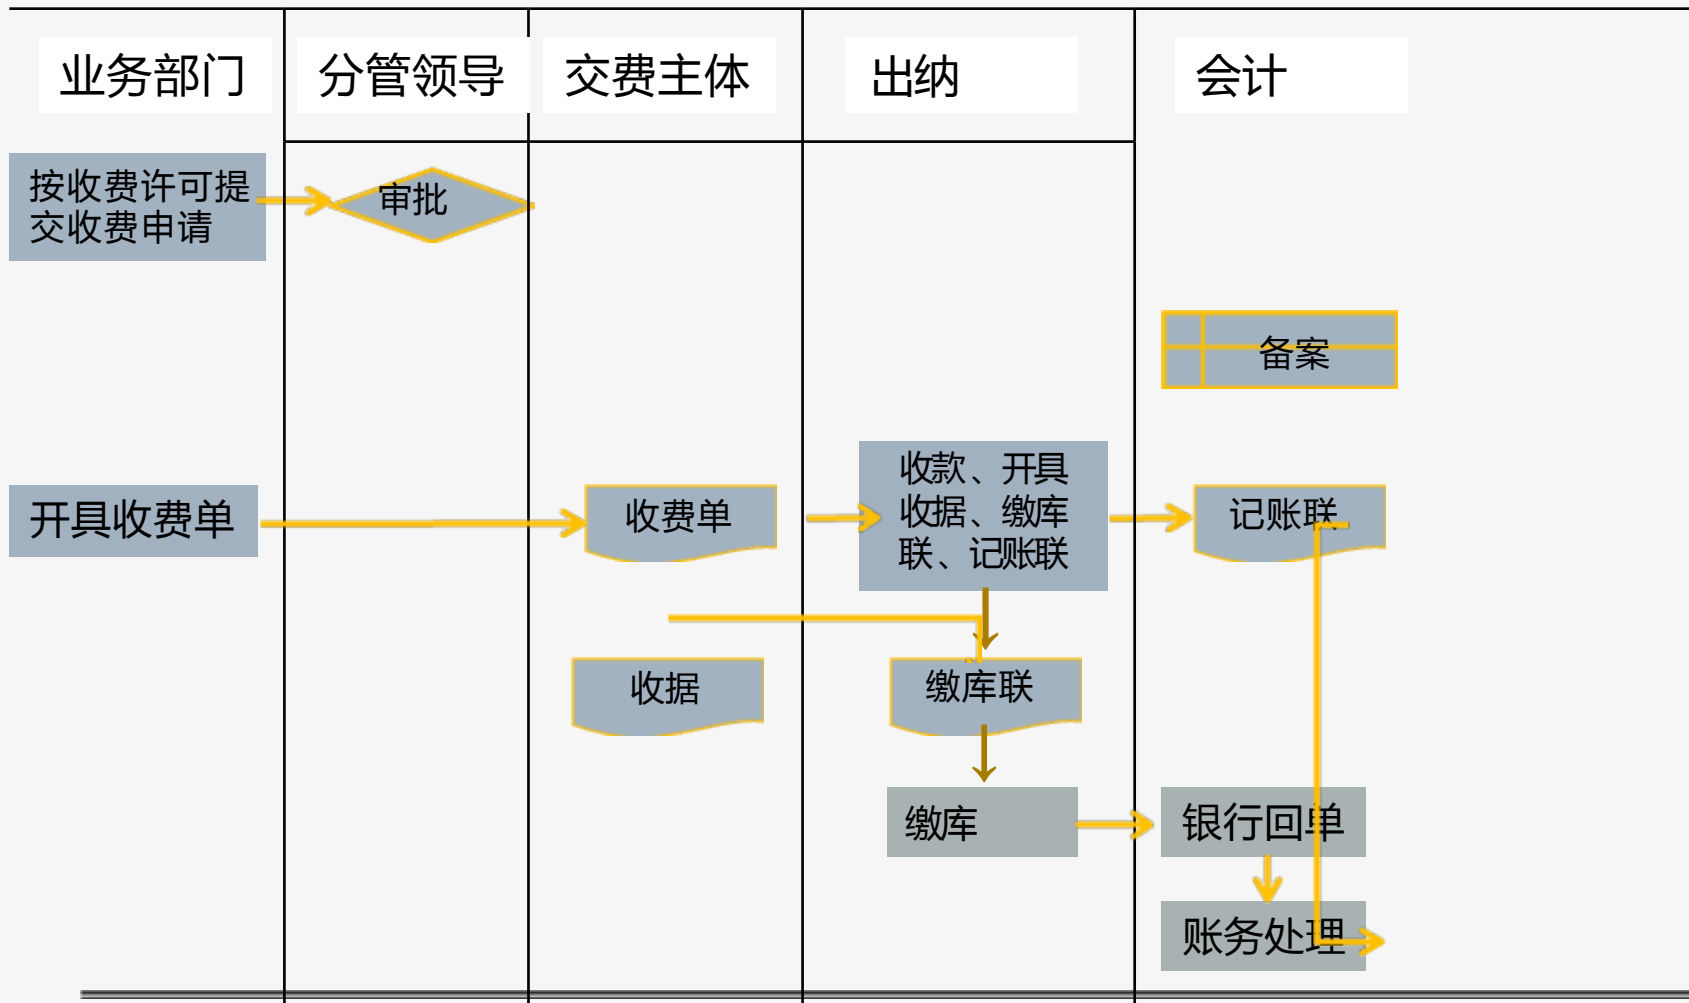 业务部门
分管领导
交费主体
出纳
会计
按收费许可提
交收费申请
审批
备案
开具收费单
收费单
收款、开具
收据、缴库
联、记账联
记账联
收据
缴库联
缴库
银行回单
账务处理